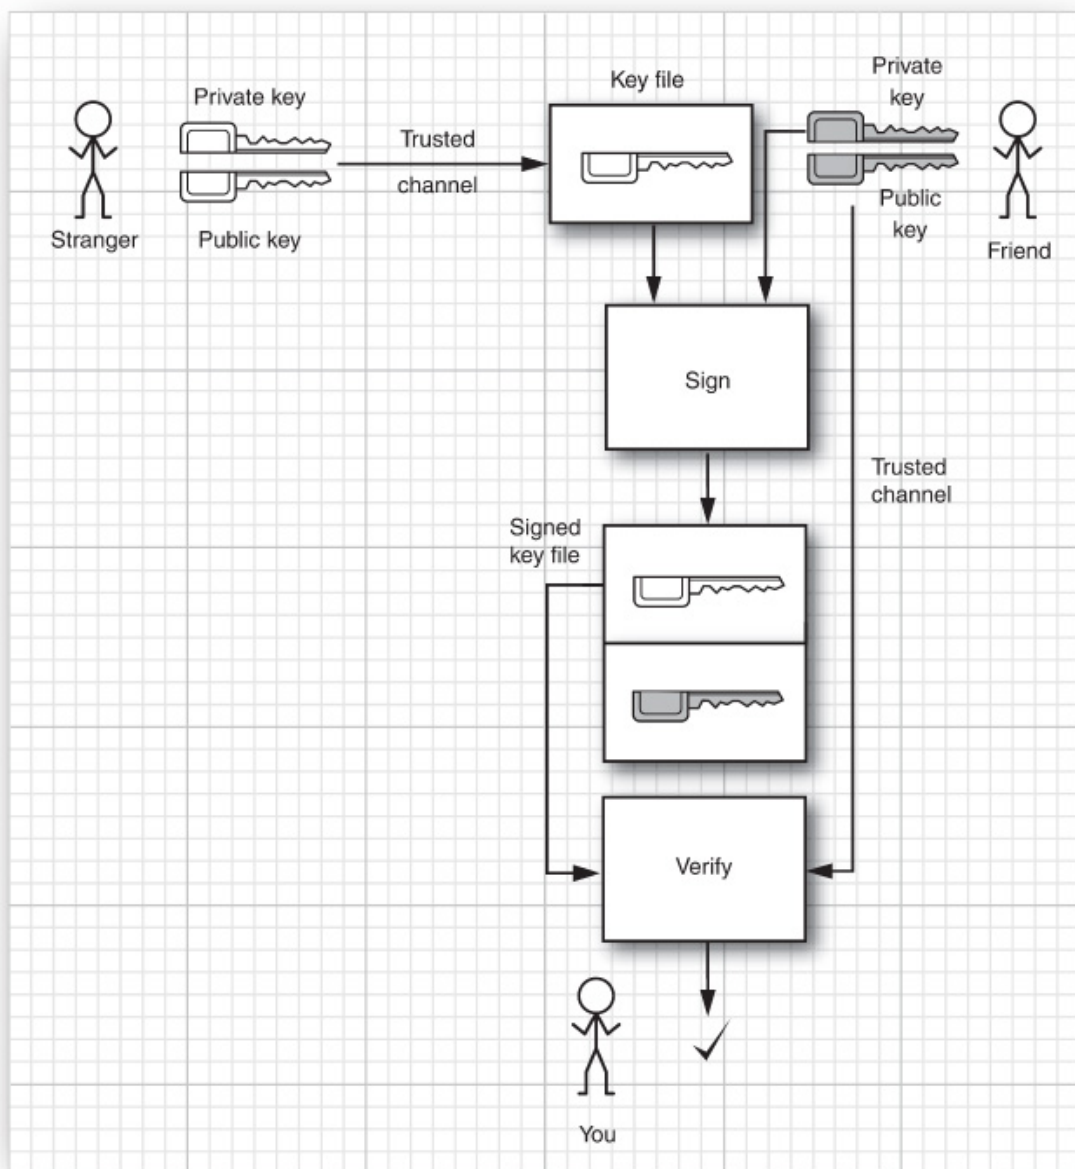 Key file
Private
key
Private key
Trusted
channel
Public key
Stranger
Public
key
Friend
Sign
Trusted
channel
Signed
key file
Verify
You